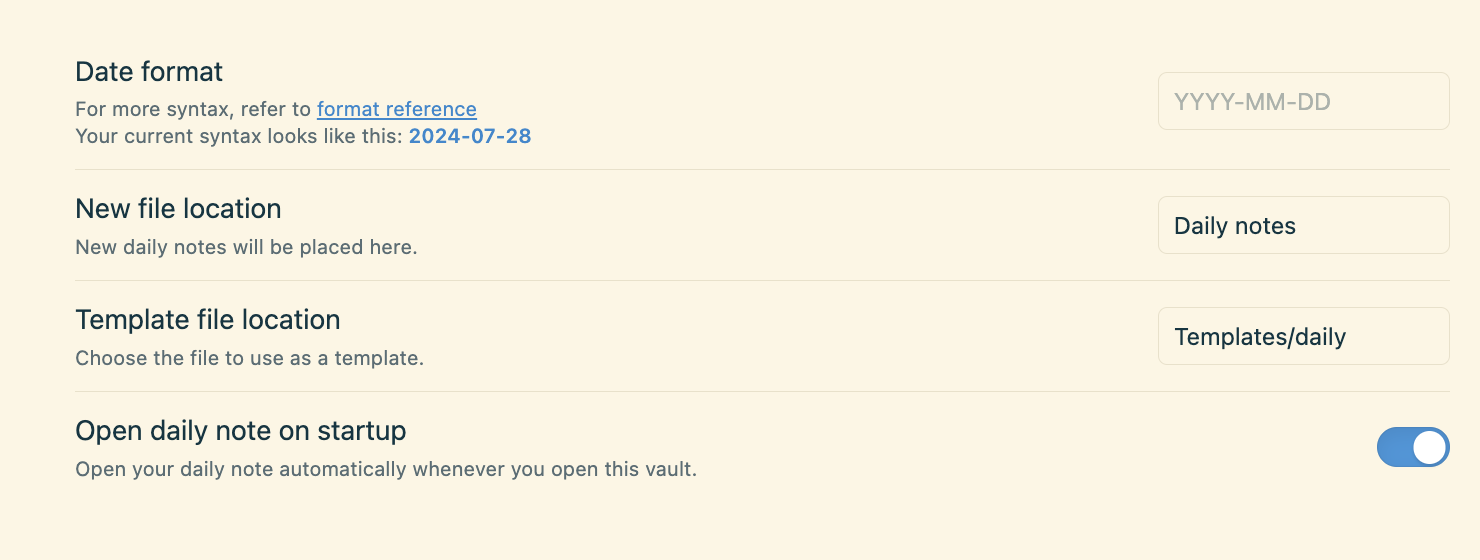 Date format
For more syntax, refer to format reference
Your current syntax looks like this: 2024-07-28
YYYY-MM-DD
New file location
New daily notes will be placed here.
Daily notes
Template file location
Choose the file to use as a template.
Templates/daily
Open daily note on startup
Open your daily note automatically whenever you open this vault.